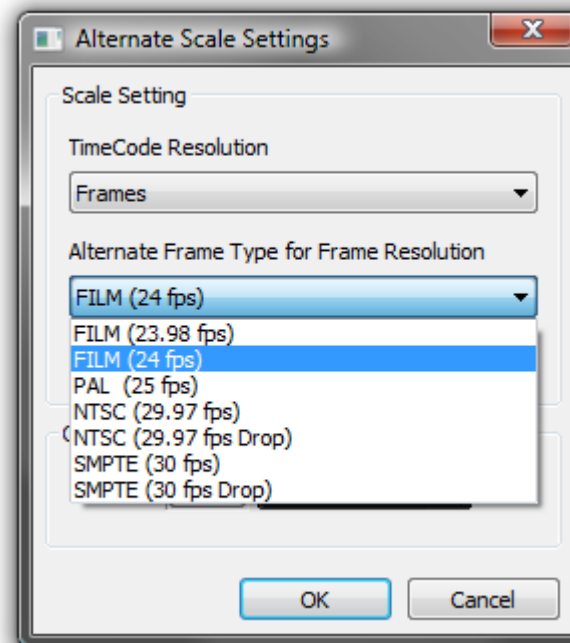 Alternate Scale Settings
Scale Setting
TimeCode Resolution
Frames
Alternate Frame Type for Frame Resolution
FILM (24 fps)
FILM (23.98 fps)
FILM (24 fps)
PAL  (25 fps)
NTSC (29.97 fps)
NTSC (29.97 fps Drop)
SMPTE (30 fps)
SMPTE (30 fps Drop)
OK
Cancel